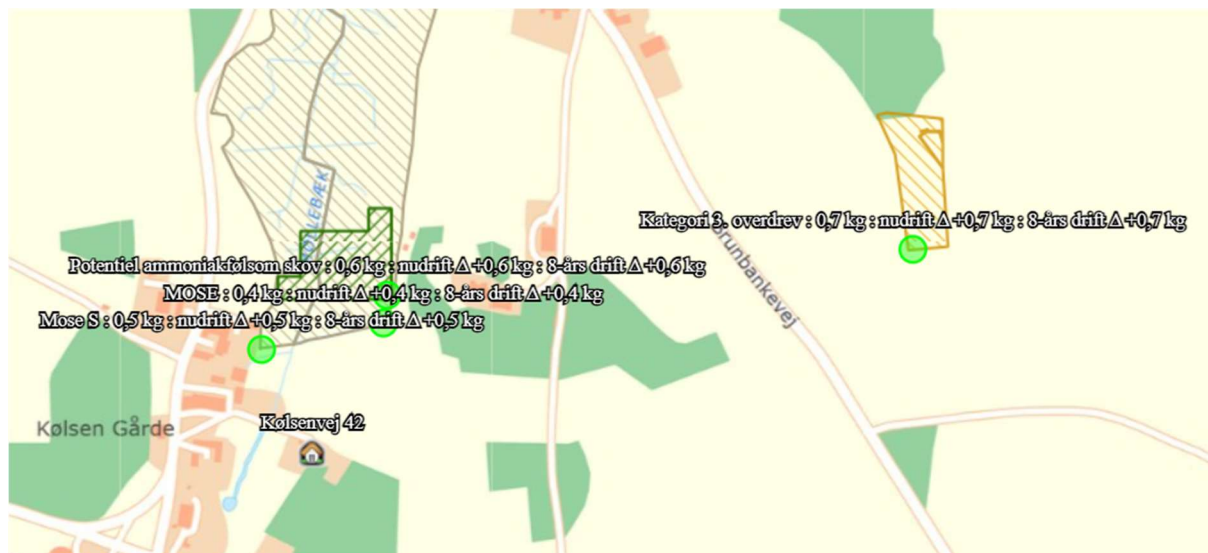 MØLLEBÆK
Kategori 3. overdrev : 0,7 kg : nudrift Δ +0,7 kg : 8-års drift Δ +0,7 kg
Potentiel ammoniakfølsom skov : 0,6 kg : nudrift Δ +0,6 kg : 8-års drift Δ +0,6 kg
MOSE : 0,4 kg : nudrift Δ +0,4 kg : 8-års drift Δ +0,4 kg
Mose S : 0,5 kg : nudrift Δ +0,5 kg : 8-års drift Δ +0,5 kg
Kølsenvej 42
Kølsen Gårde